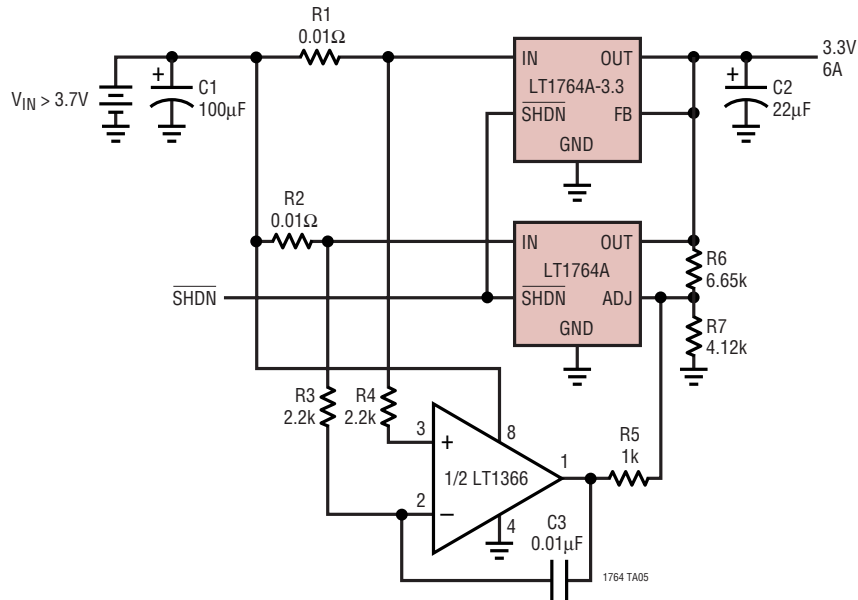 R1
0.01Ω
IN
OUT
LT1764A-3.3
SHDN
FB
GND
3.3V
6A
+
C1
100µF
VIN > 3.7V
+
C2
22µF
R2
0.01Ω
IN
OUT
LT1764A
SHDN
ADJ
GND
SHDN
R6
6.65k
R7
4.12k
R3
2.2k
R4
2.2k
3
+
8
1/2 LT1366
1
2
–
4
R5
1k
C3
0.01µF
1764 TA05